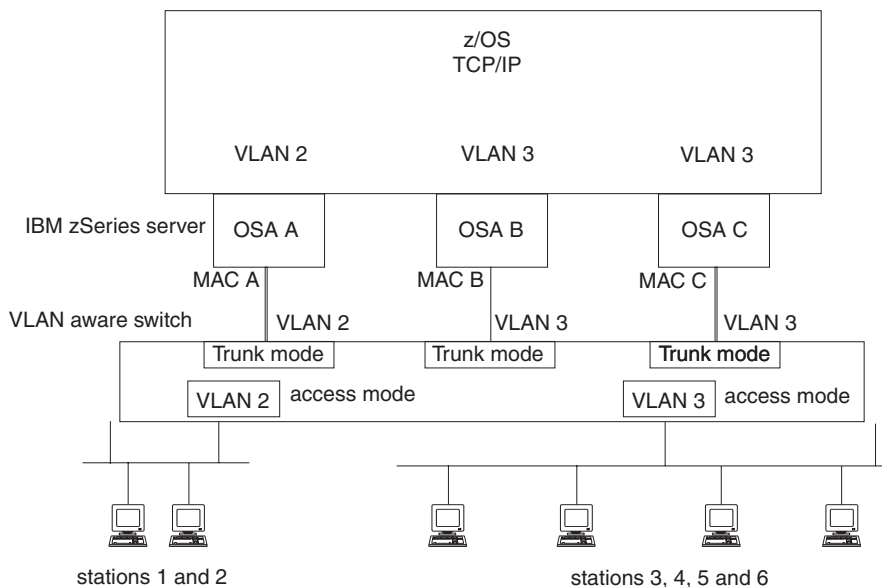 z/OS
TCP/IP
VLAN 2 VLAN 3 VLAN 3
IBM zSeries server OSA A OSA B OSA C
MAC A MAC B MAC C
VLAN aware switch VLAN 2 VLAN 3 VLAN 3
Trunk mode Trunk mode Trunk mode
VLAN 2 access mode VLAN 3 access mode
stations 1 and 2 stations 3, 4, 5 and 6